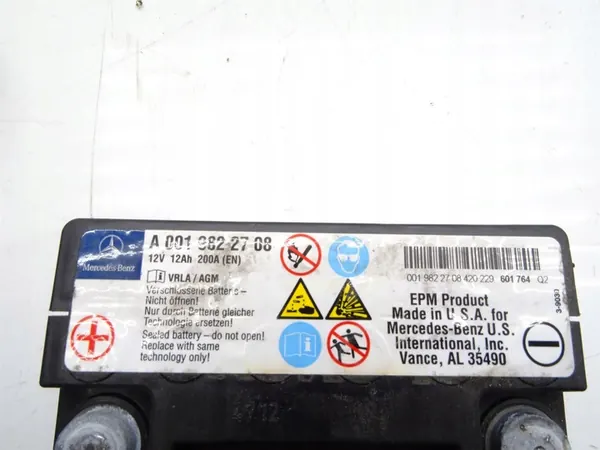 Mercedes-Benz
A 001 982 27 08
12V 12Ah 200A (EN)
VRLA / AGM
Verschlossene Batterie -
Nicht öffnen!
Nur durch Batterie gleicher
Technologie ersetzen!
Sealed battery - do not open!
Replace with same
technology only!
001 982 27 08 420 229 601 764 Q2
EPM Product
Made in U.S.A. for
Mercedes-Benz U.S.
International, Inc.
Vance, AL 35490